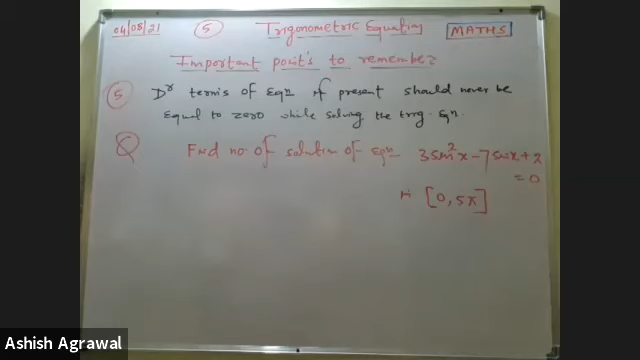 04/08/21 5 Trigonometric Equation MATHS
Important point's to remember
5 Dʳ terms of Eqn if present should never be
Equal to zero while solving the trig. Eqn.
Q Find no. of solution of Eqn 3sin²x - 7sinx + 2
= 0
in [0, 5π]
Ashish Agrawal